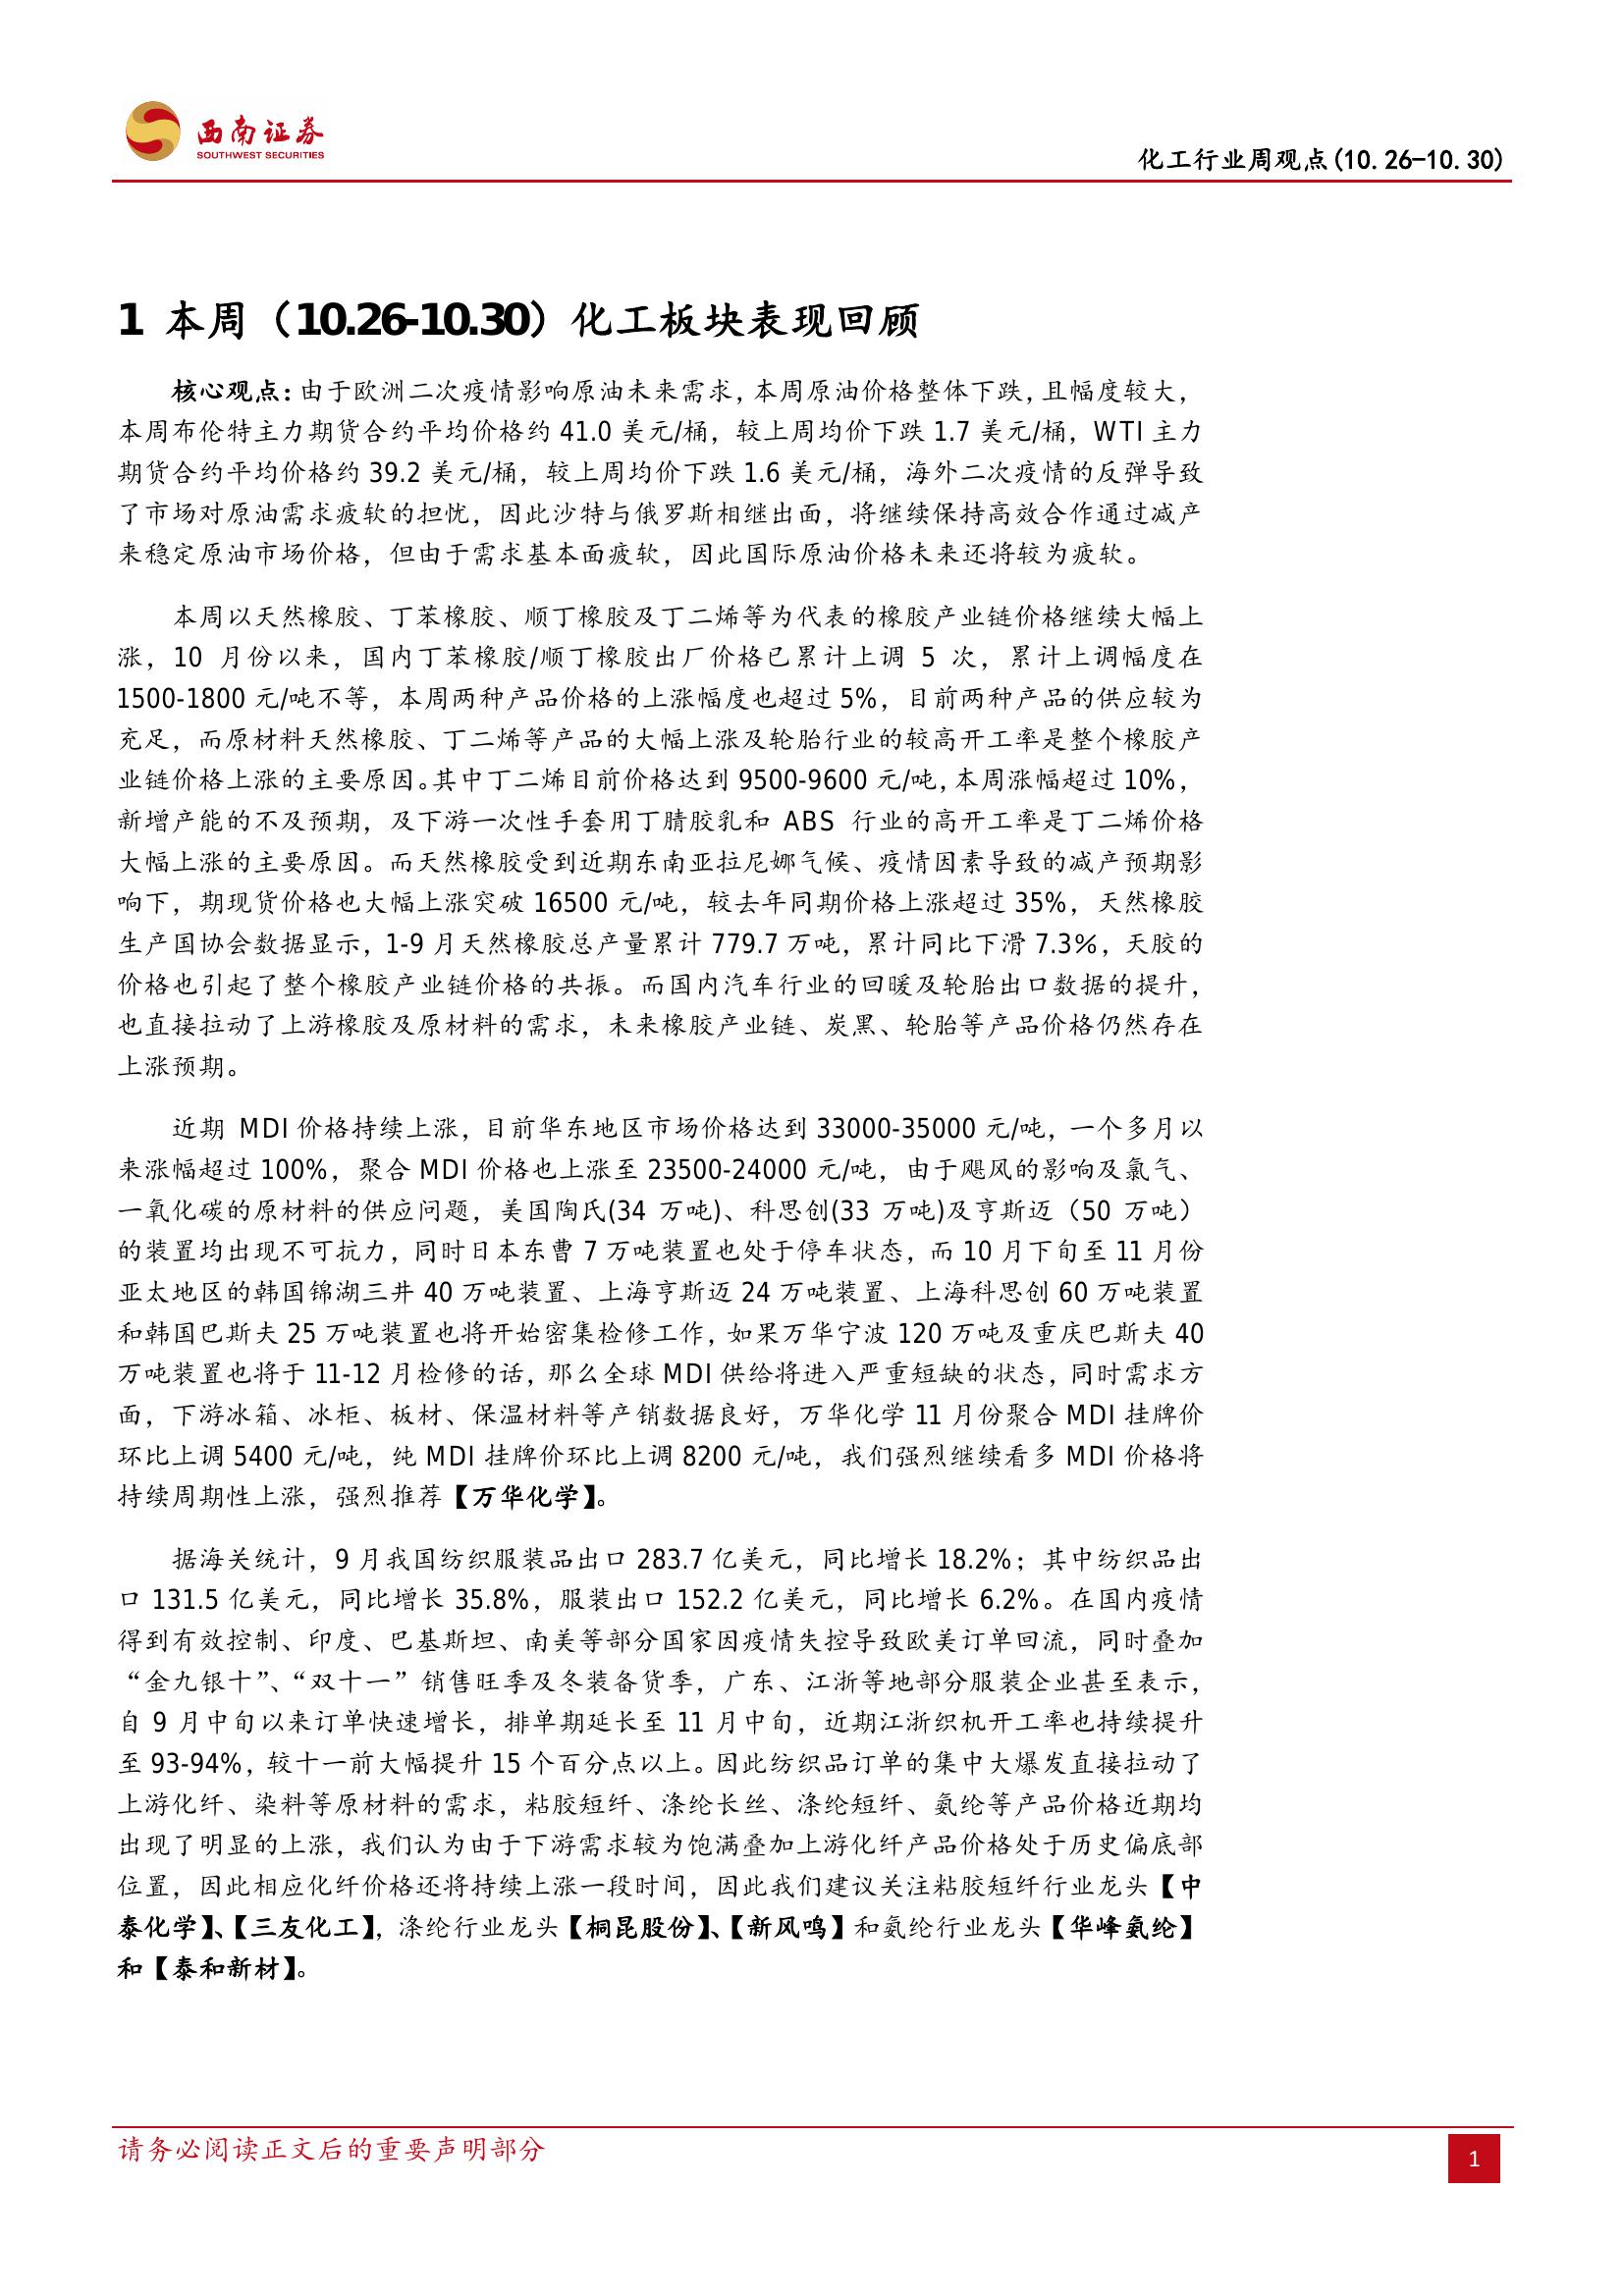 西南证券
SOUTHWEST SECURITIES
化工行业周观点(10.26-10.30)
1 本周（10.26-10.30）化工板块表现回顾
核心观点：由于欧洲二次疫情影响原油未来需求，本周原油价格整体下跌，且幅度较大，
本周布伦特主力期货合约平均价格约 41.0 美元/桶，较上周均价下跌 1.7 美元/桶，WTI 主力
期货合约平均价格约 39.2 美元/桶，较上周均价下跌 1.6 美元/桶，海外二次疫情的反弹导致
了市场对原油需求疲软的担忧，因此沙特与俄罗斯相继出面，将继续保持高效合作通过减产
来稳定原油市场价格，但由于需求基本面疲软，因此国际原油价格未来还将较为疲软。
本周以天然橡胶、丁苯橡胶、顺丁橡胶及丁二烯等为代表的橡胶产业链价格继续大幅上
涨，10 月份以来，国内丁苯橡胶/顺丁橡胶出厂价格已累计上调 5 次，累计上调幅度在
1500-1800 元/吨不等，本周两种产品价格的上涨幅度也超过 5%，目前两种产品的供应较为
充足，而原材料天然橡胶、丁二烯等产品的大幅上涨及轮胎行业的较高开工率是整个橡胶产
业链价格上涨的主要原因。其中丁二烯目前价格达到 9500-9600 元/吨，本周涨幅超过 10%，
新增产能的不及预期，及下游一次性手套用丁腈胶乳和 ABS 行业的高开工率是丁二烯价格
大幅上涨的主要原因。而天然橡胶受到近期东南亚拉尼娜气候、疫情因素导致的减产预期影
响下，期现货价格也大幅上涨突破 16500 元/吨，较去年同期价格上涨超过 35%，天然橡胶
生产国协会数据显示，1-9 月天然橡胶总产量累计 779.7 万吨，累计同比下滑 7.3%，天胶的
价格也引起了整个橡胶产业链价格的共振。而国内汽车行业的回暖及轮胎出口数据的提升，
也直接拉动了上游橡胶及原材料的需求，未来橡胶产业链、炭黑、轮胎等产品价格仍然存在
上涨预期。
近期 MDI 价格持续上涨，目前华东地区市场价格达到 33000-35000 元/吨，一个多月以
来涨幅超过 100%，聚合 MDI 价格也上涨至 23500-24000 元/吨，由于飓风的影响及氯气、
一氧化碳的原材料的供应问题，美国陶氏(34 万吨)、科思创(33 万吨)及亨斯迈（50 万吨）
的装置均出现不可抗力，同时日本东曹 7 万吨装置也处于停车状态，而 10 月下旬至 11 月份
亚太地区的韩国锦湖三井 40 万吨装置、上海亨斯迈 24 万吨装置、上海科思创 60 万吨装置
和韩国巴斯夫 25 万吨装置也将开始密集检修工作，如果万华宁波 120 万吨及重庆巴斯夫 40
万吨装置也将于 11-12 月检修的话，那么全球 MDI 供给将进入严重短缺的状态，同时需求方
面，下游冰箱、冰柜、板材、保温材料等产销数据良好，万华化学 11 月份聚合 MDI 挂牌价
环比上调 5400 元/吨，纯 MDI 挂牌价环比上调 8200 元/吨，我们强烈继续看多 MDI 价格将
持续周期性上涨，强烈推荐【万华化学】。
据海关统计，9 月我国纺织服装品出口 283.7 亿美元，同比增长 18.2%；其中纺织品出
口 131.5 亿美元，同比增长 35.8%，服装出口 152.2 亿美元，同比增长 6.2%。在国内疫情
得到有效控制、印度、巴基斯坦、南美等部分国家因疫情失控导致欧美订单回流，同时叠加
“金九银十”、“双十一”销售旺季及冬装备货季，广东、江浙等地部分服装企业甚至表示，
自 9 月中旬以来订单快速增长，排单期延长至 11 月中旬，近期江浙织机开工率也持续提升
至 93-94%，较十一前大幅提升 15 个百分点以上。因此纺织品订单的集中大爆发直接拉动了
上游化纤、染料等原材料的需求，粘胶短纤、涤纶长丝、涤纶短纤、氨纶等产品价格近期均
出现了明显的上涨，我们认为由于下游需求较为饱满叠加上游化纤产品价格处于历史偏底部
位置，因此相应化纤价格还将持续上涨一段时间，因此我们建议关注粘胶短纤行业龙头【中
泰化学】、【三友化工】，涤纶行业龙头【桐昆股份】、【新风鸣】和氨纶行业龙头【华峰氨纶】
和【泰和新材】。
请务必阅读正文后的重要声明部分
1